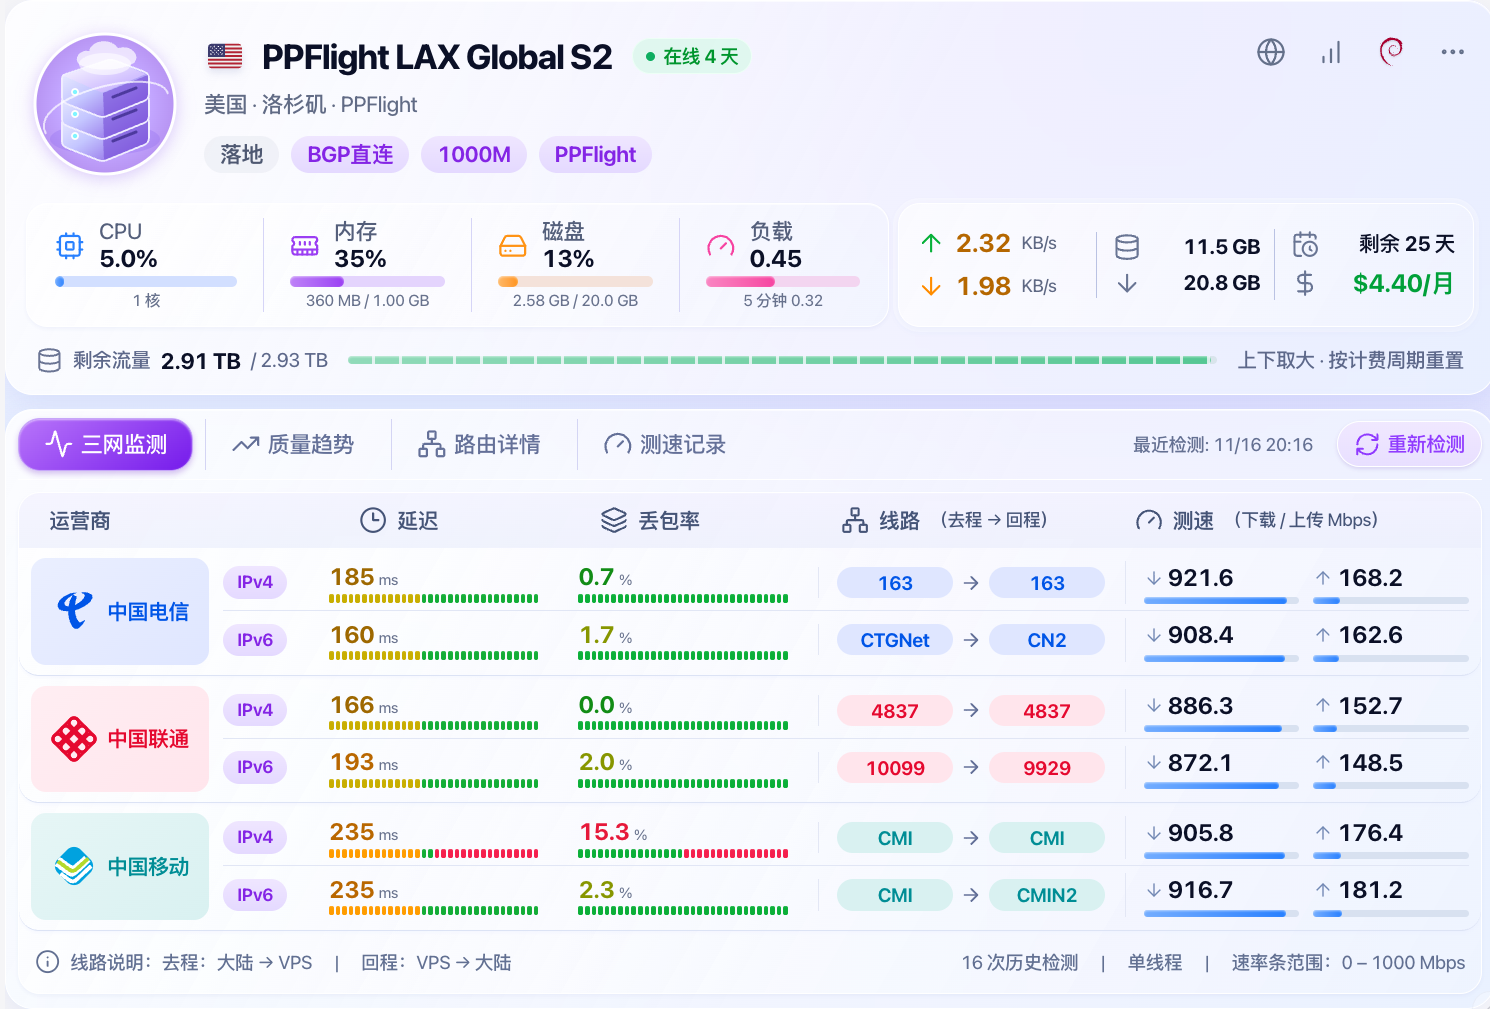 PPFlight LAX Global S2 在线 4 天
美国 · 洛杉矶 · PPFlight
落地 BGP直连 1000M PPFlight
CPU 5.0% 1 核
内存 35% 360 MB / 1.00 GB
磁盘 13% 2.58 GB / 20.0 GB
负载 0.45 5 分钟 0.32
↑ 2.32 KB/s
↓ 1.98 KB/s
11.5 GB
↓ 20.8 GB
剩余 25 天
$ $4.40/月
剩余流量 2.91 TB / 2.93 TB 上下取大 · 按计费周期重置
三网监测 质量趋势 路由详情 测速记录 最近检测: 11/16 20:16 重新检测
运营商 延迟 丢包率 线路 (去程 → 回程) 测速 (下载 / 上传 Mbps)
中国电信
IPv4 185 ms 0.7 % 163 → 163 ↓ 921.6 ↑ 168.2
IPv6 160 ms 1.7 % CTGNet → CN2 ↓ 908.4 ↑ 162.6
中国联通
IPv4 166 ms 0.0 % 4837 → 4837 ↓ 886.3 ↑ 152.7
IPv6 193 ms 2.0 % 10099 → 9929 ↓ 872.1 ↑ 148.5
中国移动
IPv4 235 ms 15.3 % CMI → CMI ↓ 905.8 ↑ 176.4
IPv6 235 ms 2.3 % CMI → CMIN2 ↓ 916.7 ↑ 181.2
线路说明：去程：大陆 → VPS | 回程：VPS → 大陆 16 次历史检测 | 单线程 | 速率条范围：0 – 1000 Mbps